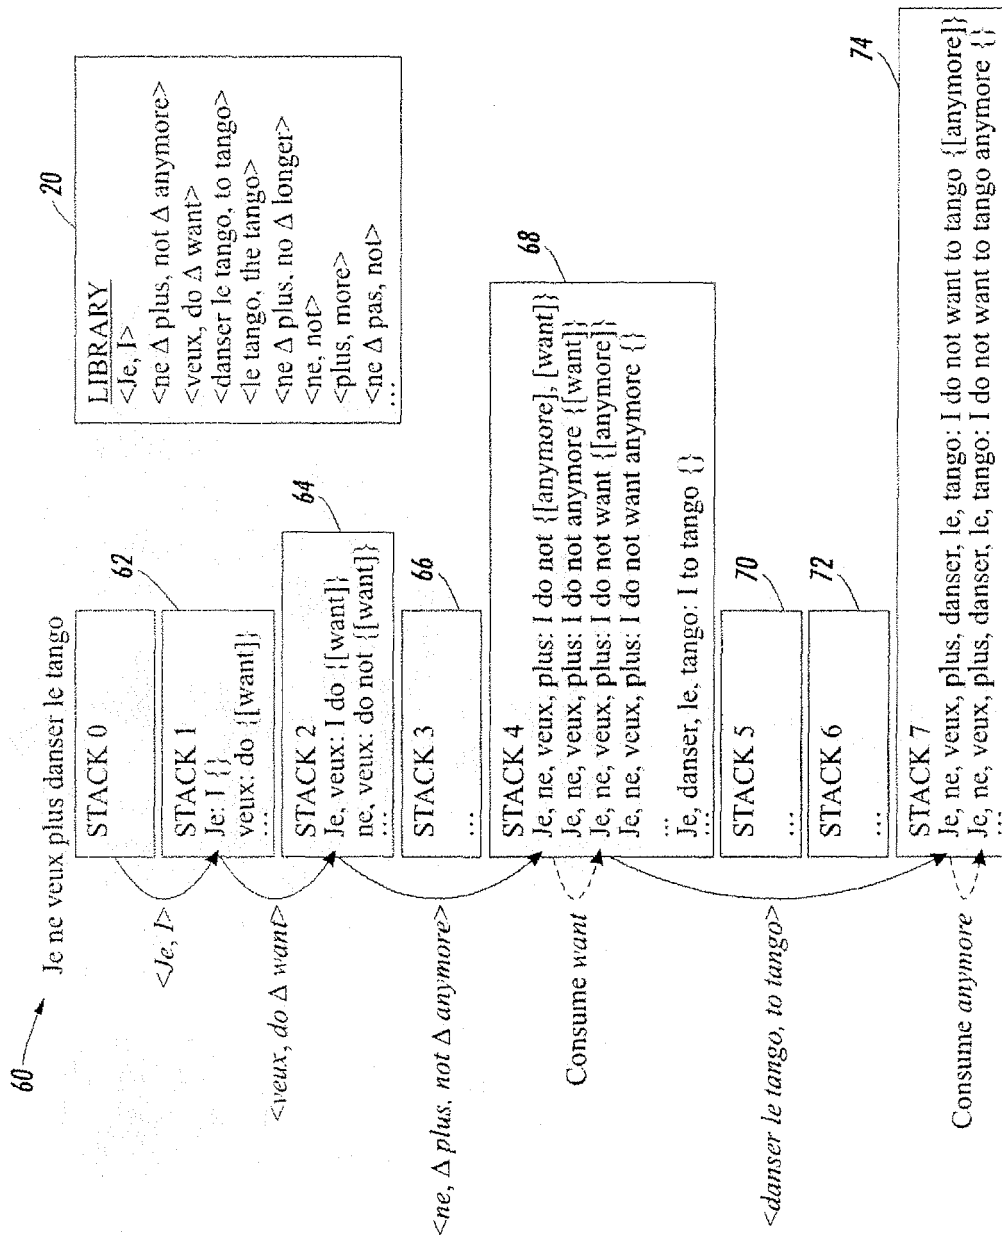 60
Je ne veux plus danser le tango
20
LIBRARY
<Je, I>
<ne Δ plus, not Δ anymore>
<veux, do Δ want>
<danser le tango, to tango>
<le tango, the tango>
<ne Δ plus, no Δ longer>
<ne, not>
<plus, more>
<ne Δ pas, not>
...
STACK 0
<Je, I>
62
STACK 1
Je: I {}
veux: do {[want]}
...
<veux, do Δ want>
64
STACK 2
Je, veux: I do {[want]}
ne, veux: do not {[want]}
...
66
STACK 3
...
<ne, Δ plus, not Δ anymore>
68
STACK 4
Je, ne, veux, plus: I do not {[anymore], [want]}
Je, ne, veux, plus: I do not anymore {[want]}
Je, ne, veux, plus: I do not want {[anymore]}
Je, ne, veux, plus: I do not want anymore {}
...
Je, danser, le, tango: I to tango {}
...
Consume want
70
STACK 5
...
72
STACK 6
...
<danser le tango, to tango>
74
STACK 7
Je, ne, veux, plus, danser, le, tango: I do not want to tango {[anymore]}
Je, ne, veux, plus, danser, le, tango: I do not want to tango anymore {}
...
Consume anymore